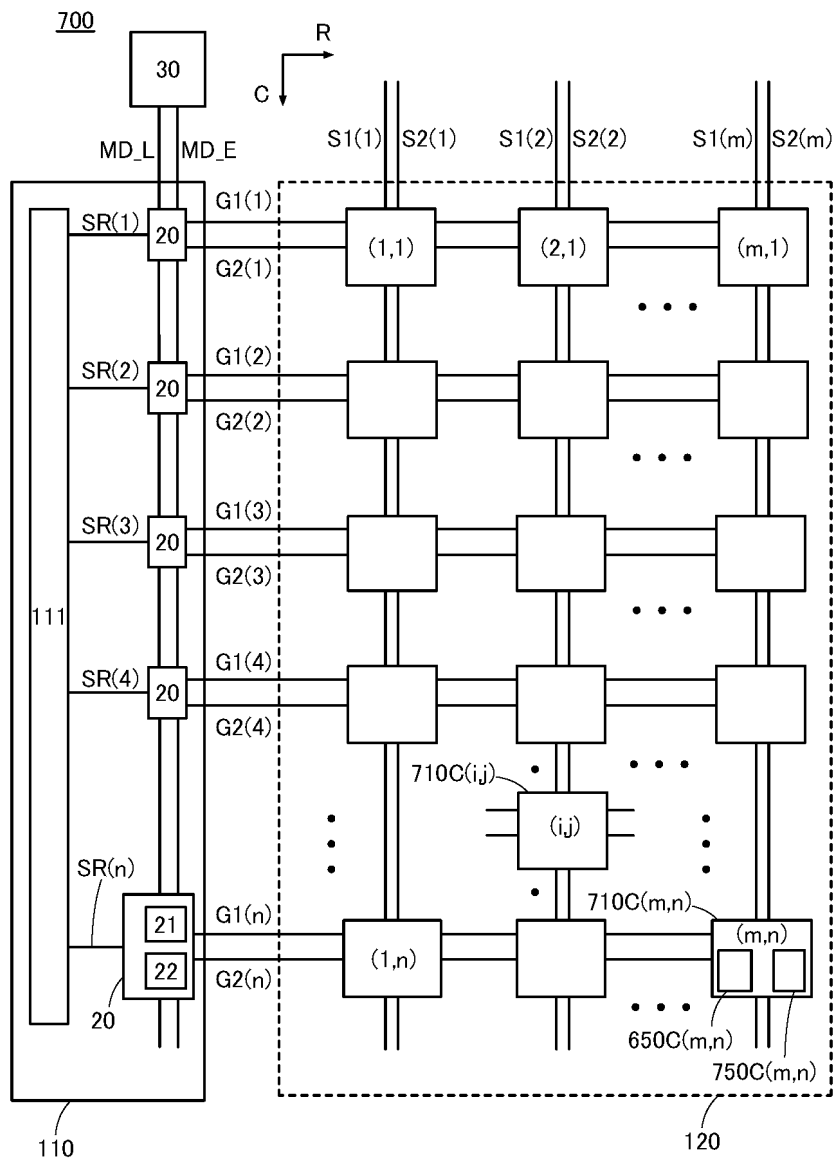 700
30
R
C
MD_L
MD_E
S1(1)
S2(1)
S1(2)
S2(2)
S1(m)
S2(m)
SR(1)
20
G1(1)
G2(1)
(1,1)
(2,1)
(m,1)
SR(2)
20
G1(2)
G2(2)
SR(3)
20
G1(3)
G2(3)
111
SR(4)
20
G1(4)
G2(4)
710C(i,j)
(i,j)
SR(n)
21
22
20
G1(n)
G2(n)
(1,n)
710C(m,n)
(m,n)
650C(m,n)
750C(m,n)
110
120